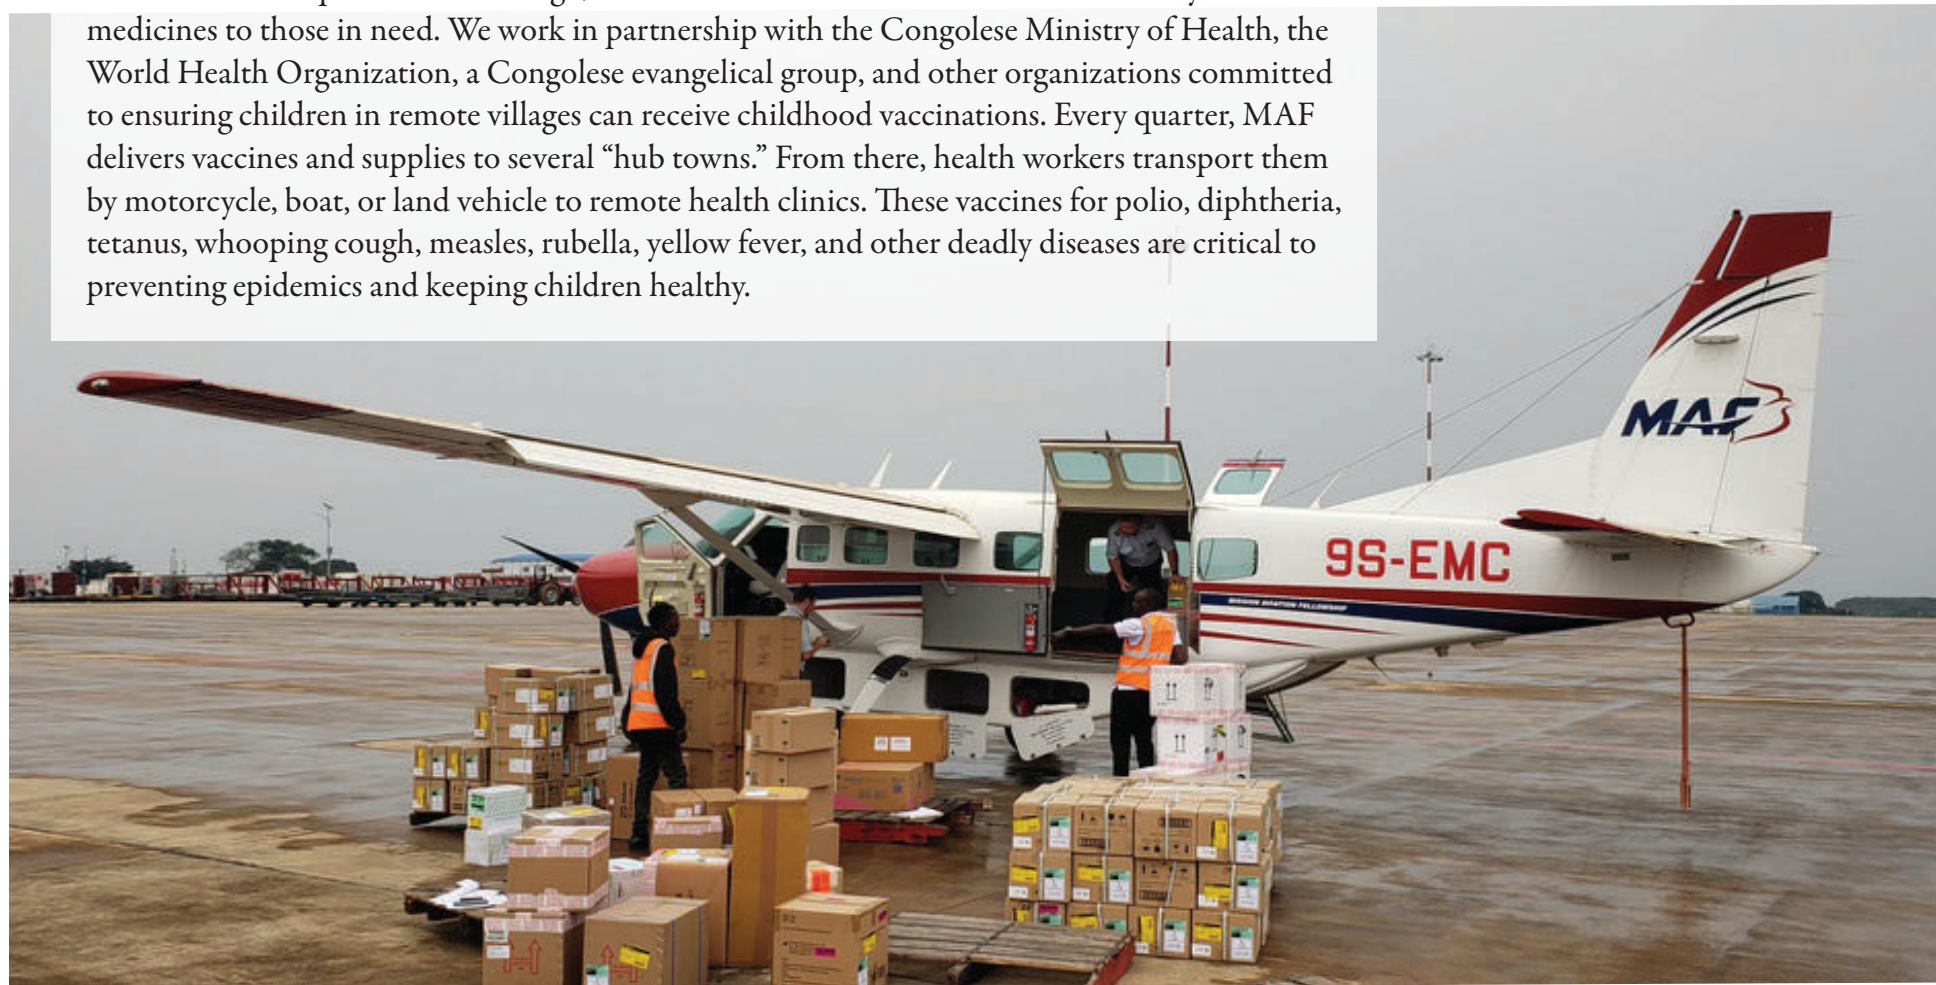 medicines to those in need. We work in partnership with the Congolese Ministry of Health, the
World Health Organization, a Congolese evangelical group, and other organizations committed
to ensuring children in remote villages can receive childhood vaccinations. Every quarter, MAF
delivers vaccines and supplies to several “hub towns.” From there, health workers transport them
by motorcycle, boat, or land vehicle to remote health clinics. These vaccines for polio, diphtheria,
tetanus, whooping cough, measles, rubella, yellow fever, and other deadly diseases are critical to
preventing epidemics and keeping children healthy.
MAF
9S-EMC
MISSION AVIATION FELLOWSHIP